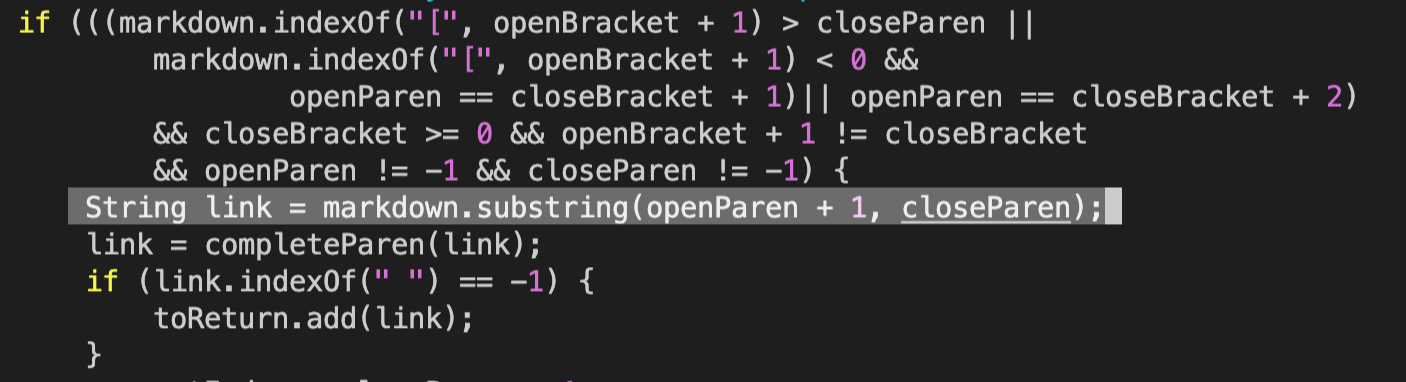 if (((markdown.indexOf("[", openBracket + 1) > closeParen ||
markdown.indexOf("[", openBracket + 1) < 0 &&
openParen == closeBracket + 1)|| openParen == closeBracket + 2)
&& closeBracket >= 0 && openBracket + 1 != closeBracket
&& openParen != -1 && closeParen != -1) {
String link = markdown.substring(openParen + 1, closeParen);
link = completeParen(link);
if (link.indexOf(" ") == -1) {
toReturn.add(link);
}